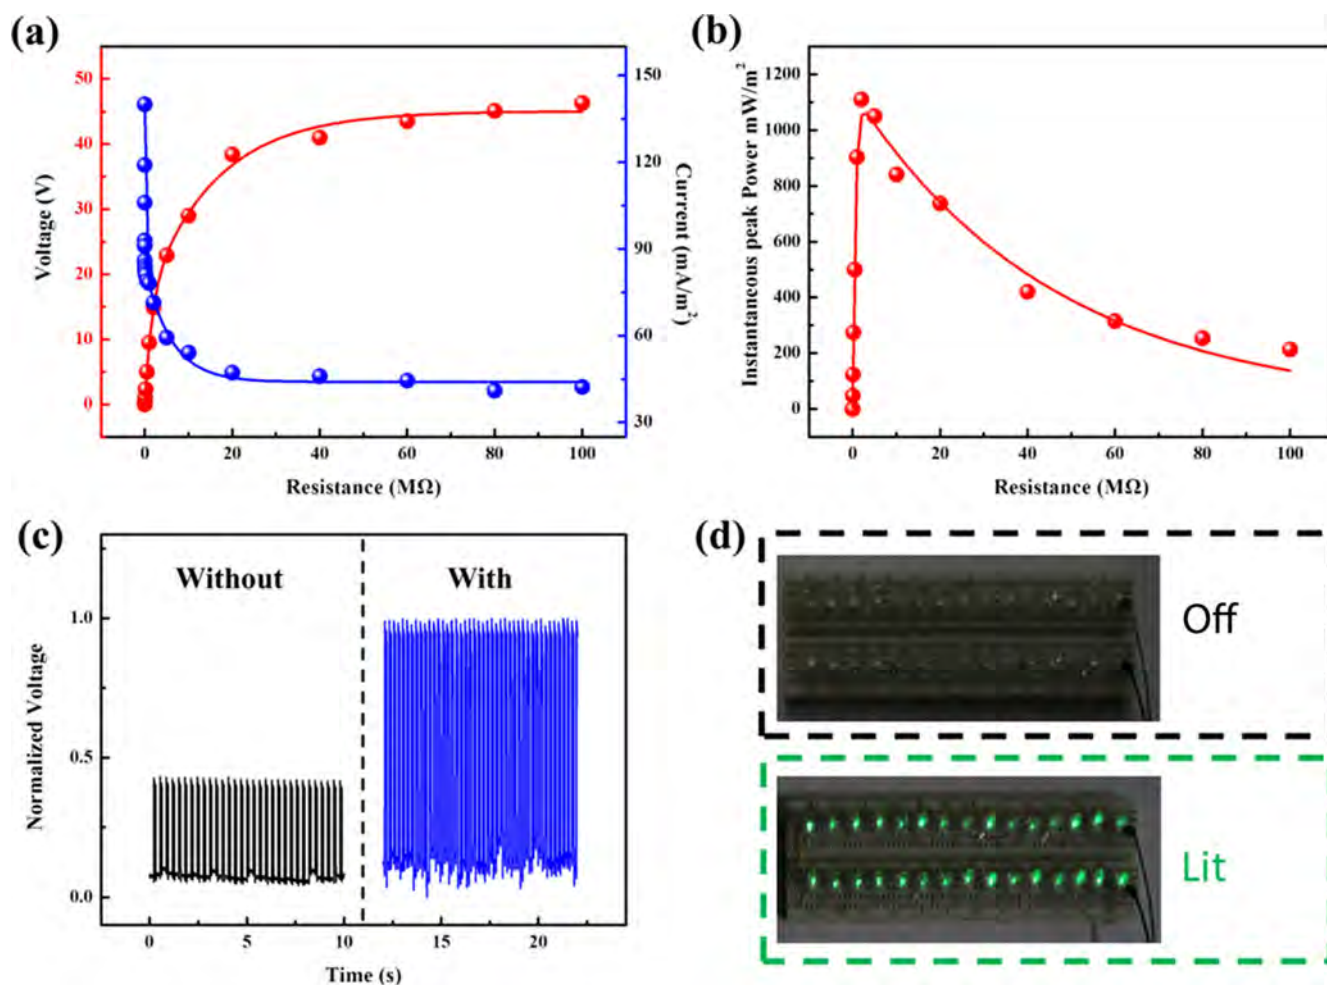 (a)
50
40
30
20
10
0
Voltage (V)
150
120
90
60
30
Current (mA/m²)
0 20 40 60 80 100
Resistance (MΩ)
(b)
1200
1000
800
600
400
200
0
Instantaneous peak Power mW/m²
0 20 40 60 80 100
Resistance (MΩ)
(c)
Without With
1.0
0.5
0.0
Normalized Voltage
0 5 10 15 20
Time (s)
(d)
Off
Lit